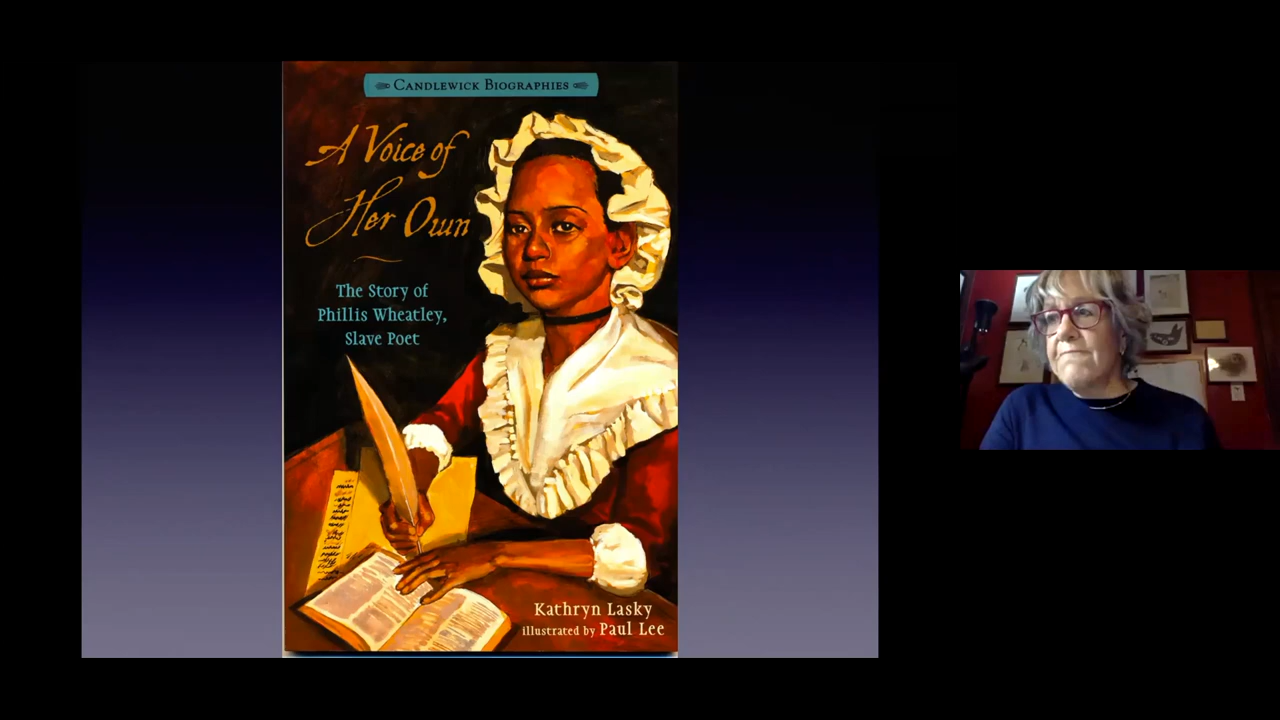 CANDLEWICK BIOGRAPHIES
A Voice of
Her Own
The Story of
Phillis Wheatley,
Slave Poet
Kathryn Lasky
illustrated by Paul Lee